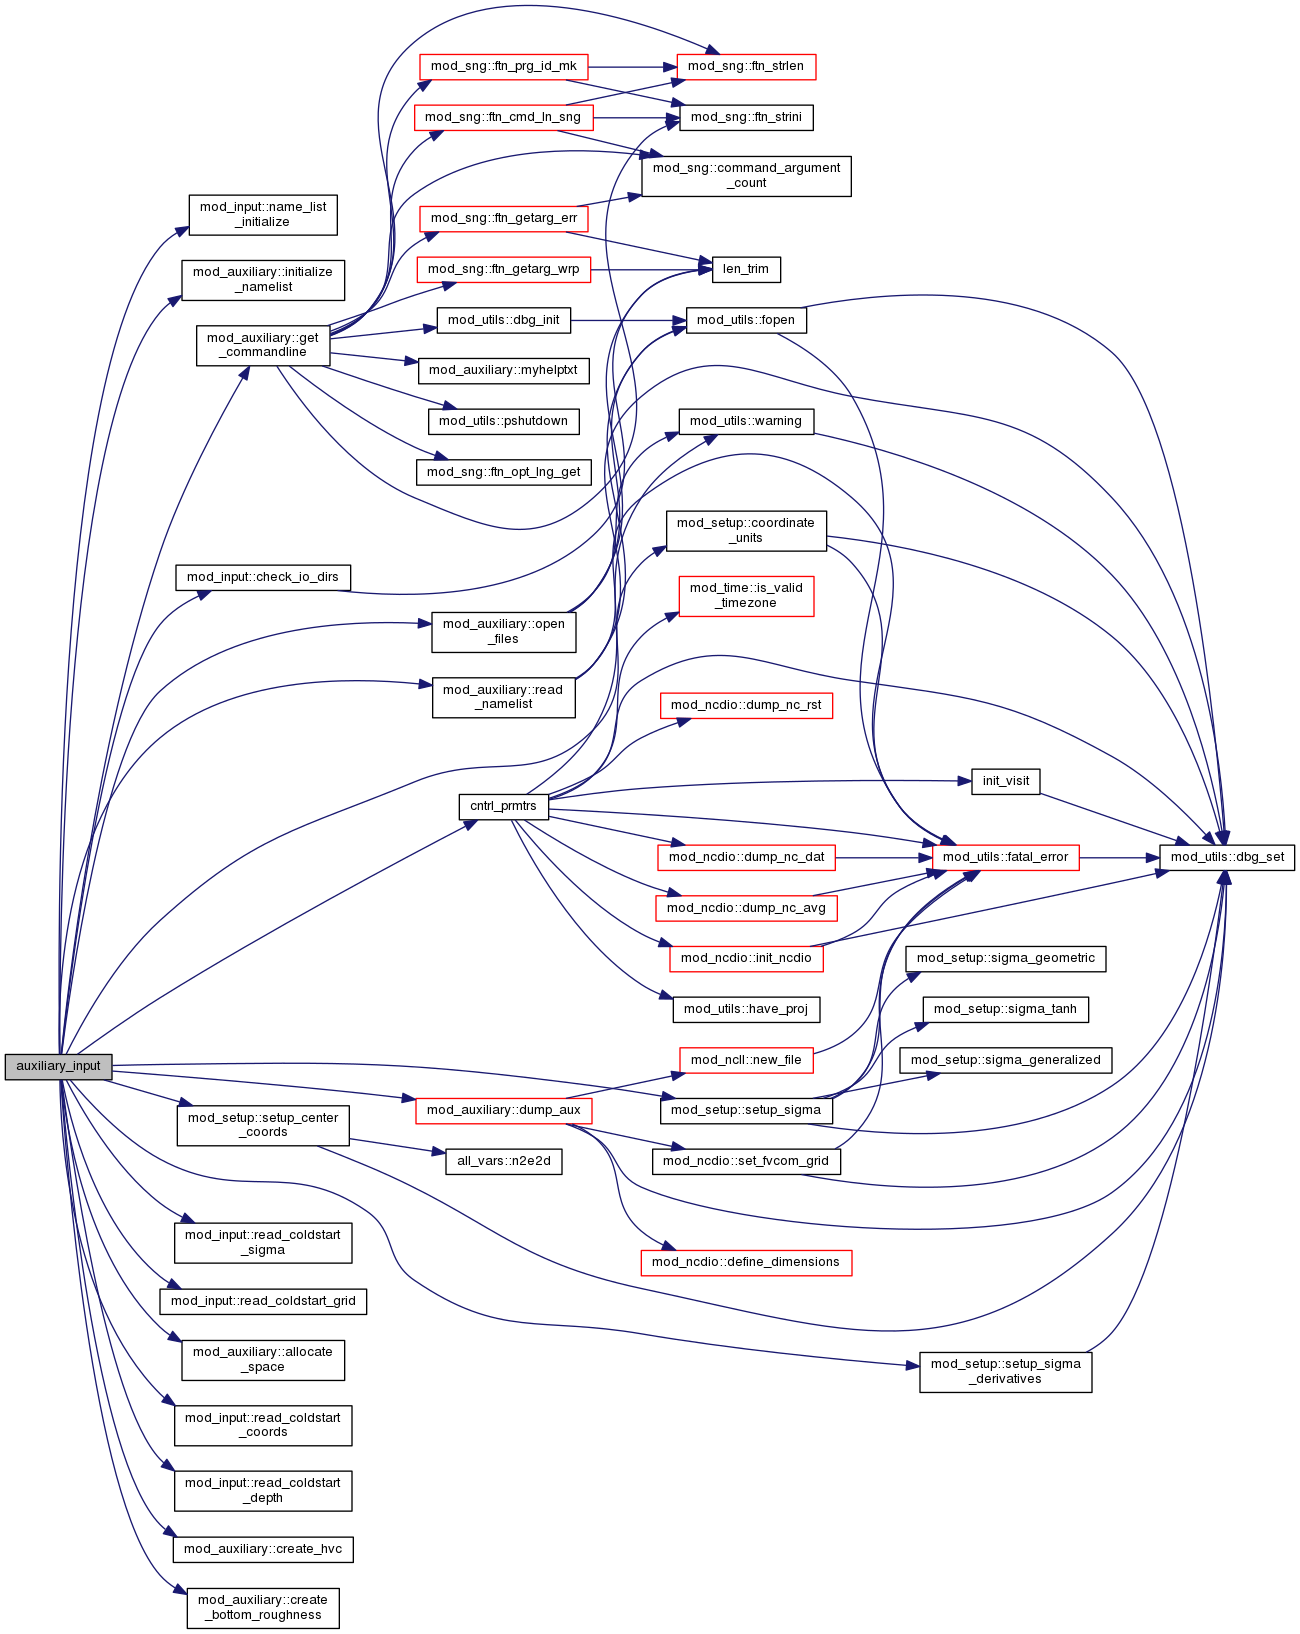 mod_sng::ftn_prg_id_mk
mod_sng::ftn_strlen
mod_sng::ftn_cmd_ln_sng
mod_sng::ftn_strini
mod_sng::command_argument
_count
mod_input::name_list
_initialize
mod_sng::ftn_getarg_err
mod_auxiliary::initialize
_namelist
mod_sng::ftn_getarg_wrp
len_trim
mod_auxiliary::get
_commandline
mod_utils::dbg_init
mod_utils::fopen
mod_auxiliary::myhelptxt
mod_utils::pshutdown
mod_utils::warning
mod_sng::ftn_opt_lng_get
mod_setup::coordinate
_units
mod_input::check_io_dirs
mod_time::is_valid
_timezone
mod_auxiliary::open
_files
mod_auxiliary::read
_namelist
mod_ncdio::dump_nc_rst
init_visit
cntrl_prmtrs
mod_ncdio::dump_nc_dat
mod_utils::fatal_error
mod_utils::dbg_set
mod_ncdio::dump_nc_avg
mod_ncdio::init_ncdio
mod_setup::sigma_geometric
mod_utils::have_proj
mod_setup::sigma_tanh
auxiliary_input
mod_ncll::new_file
mod_setup::sigma_generalized
mod_auxiliary::dump_aux
mod_setup::setup_sigma
mod_setup::setup_center
_coords
all_vars::n2e2d
mod_ncdio::set_fvcom_grid
mod_input::read_coldstart
_sigma
mod_ncdio::define_dimensions
mod_input::read_coldstart_grid
mod_auxiliary::allocate
_space
mod_setup::setup_sigma
_derivatives
mod_input::read_coldstart
_coords
mod_input::read_coldstart
_depth
mod_auxiliary::create_hvc
mod_auxiliary::create
_bottom_roughness